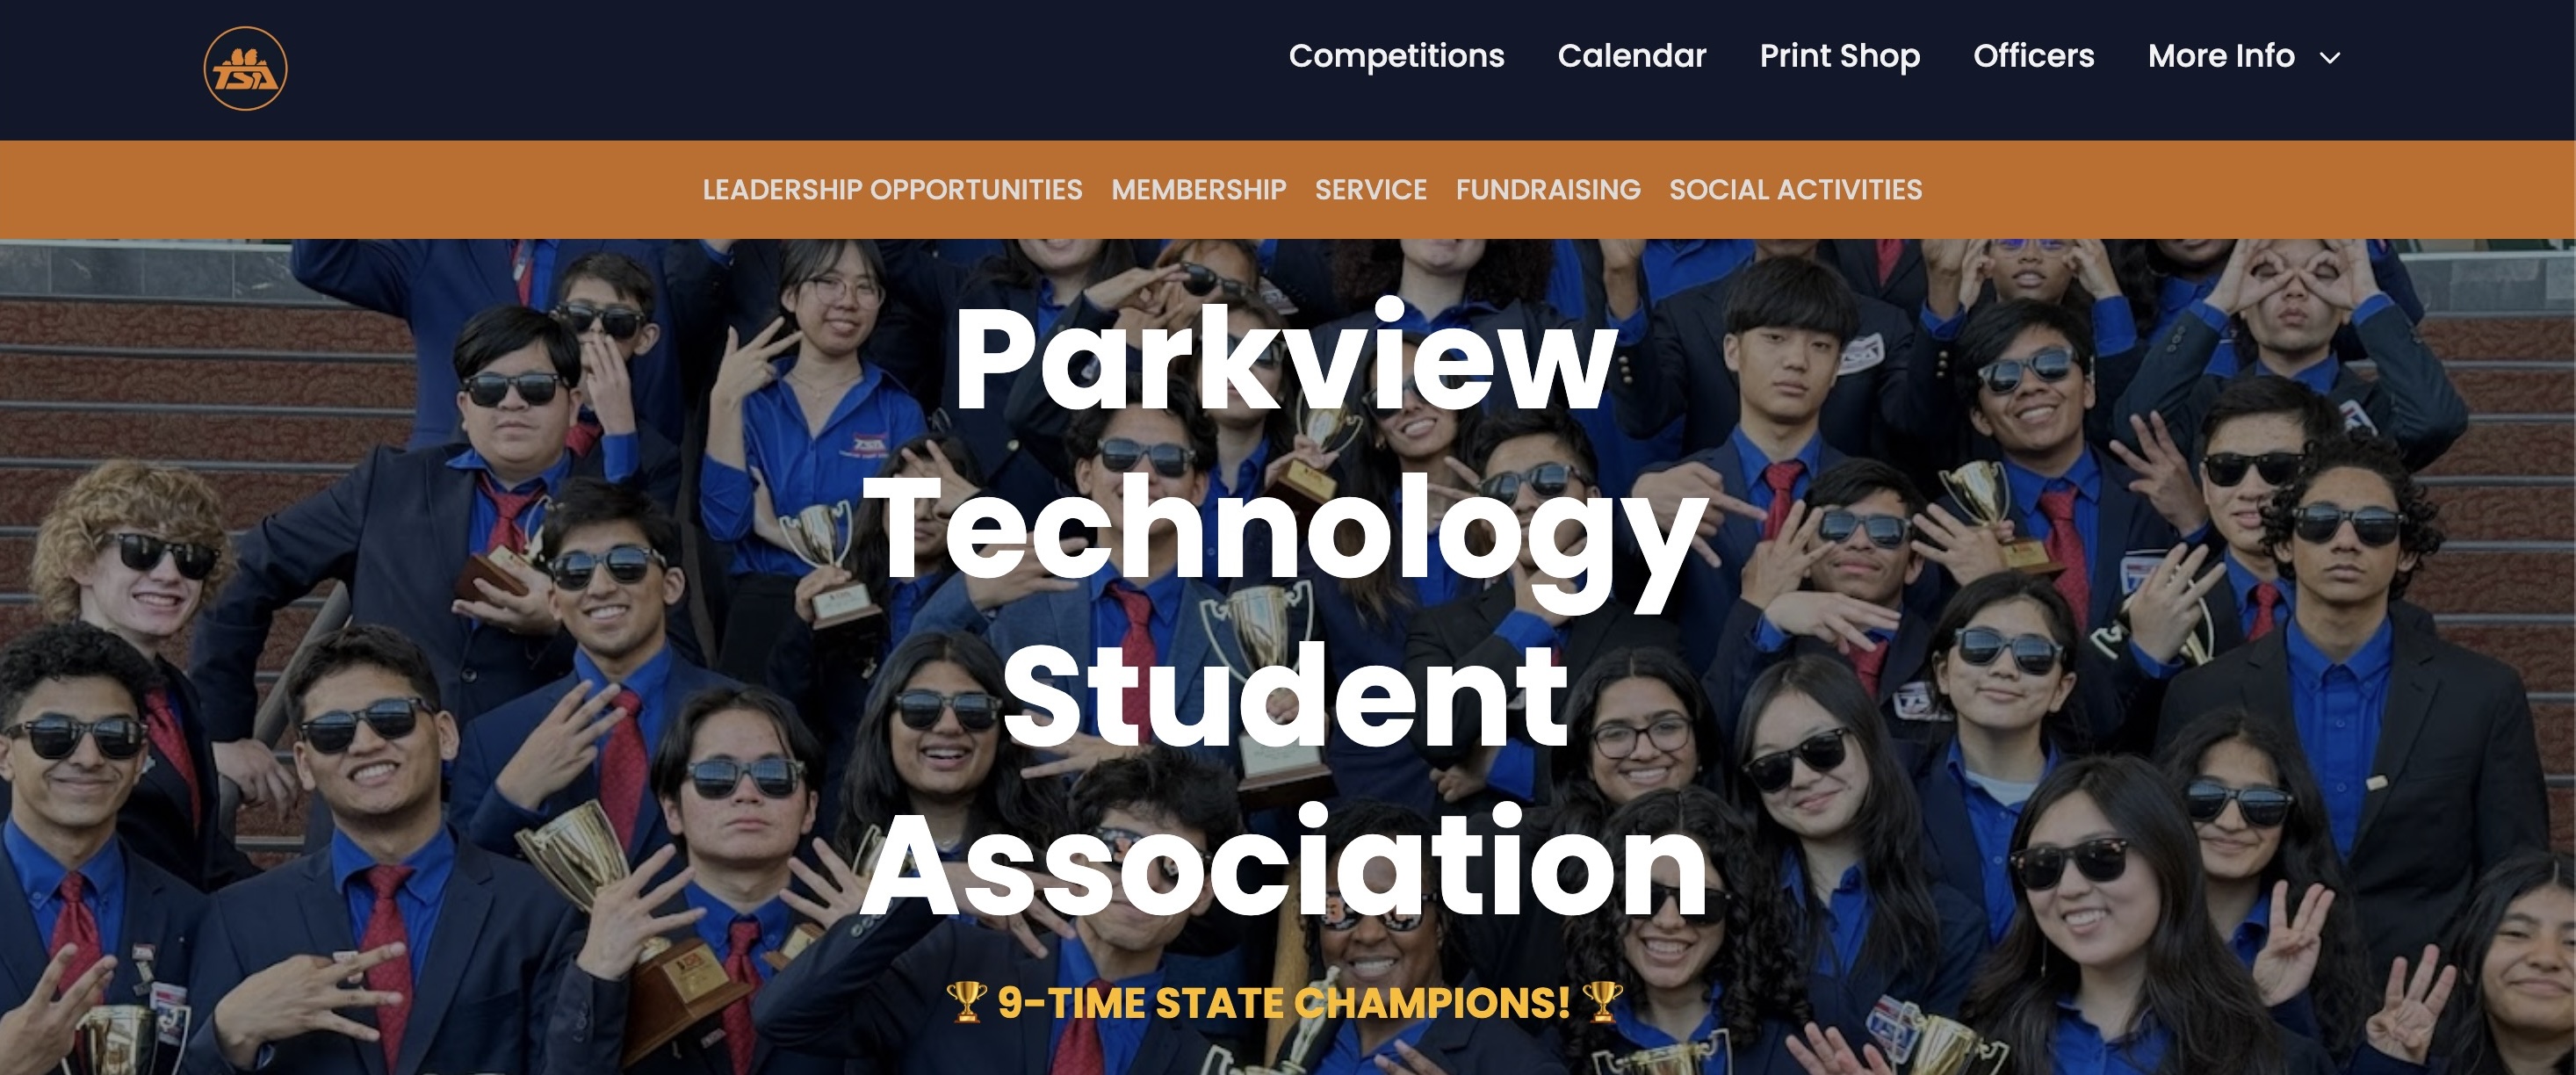 TSA
Competitions Calendar Print Shop Officers More Info
LEADERSHIP OPPORTUNITIES MEMBERSHIP SERVICE FUNDRAISING SOCIAL ACTIVITIES
Parkview
Technology
Student
Association
🏆 9-TIME STATE CHAMPIONS! 🏆
TSA